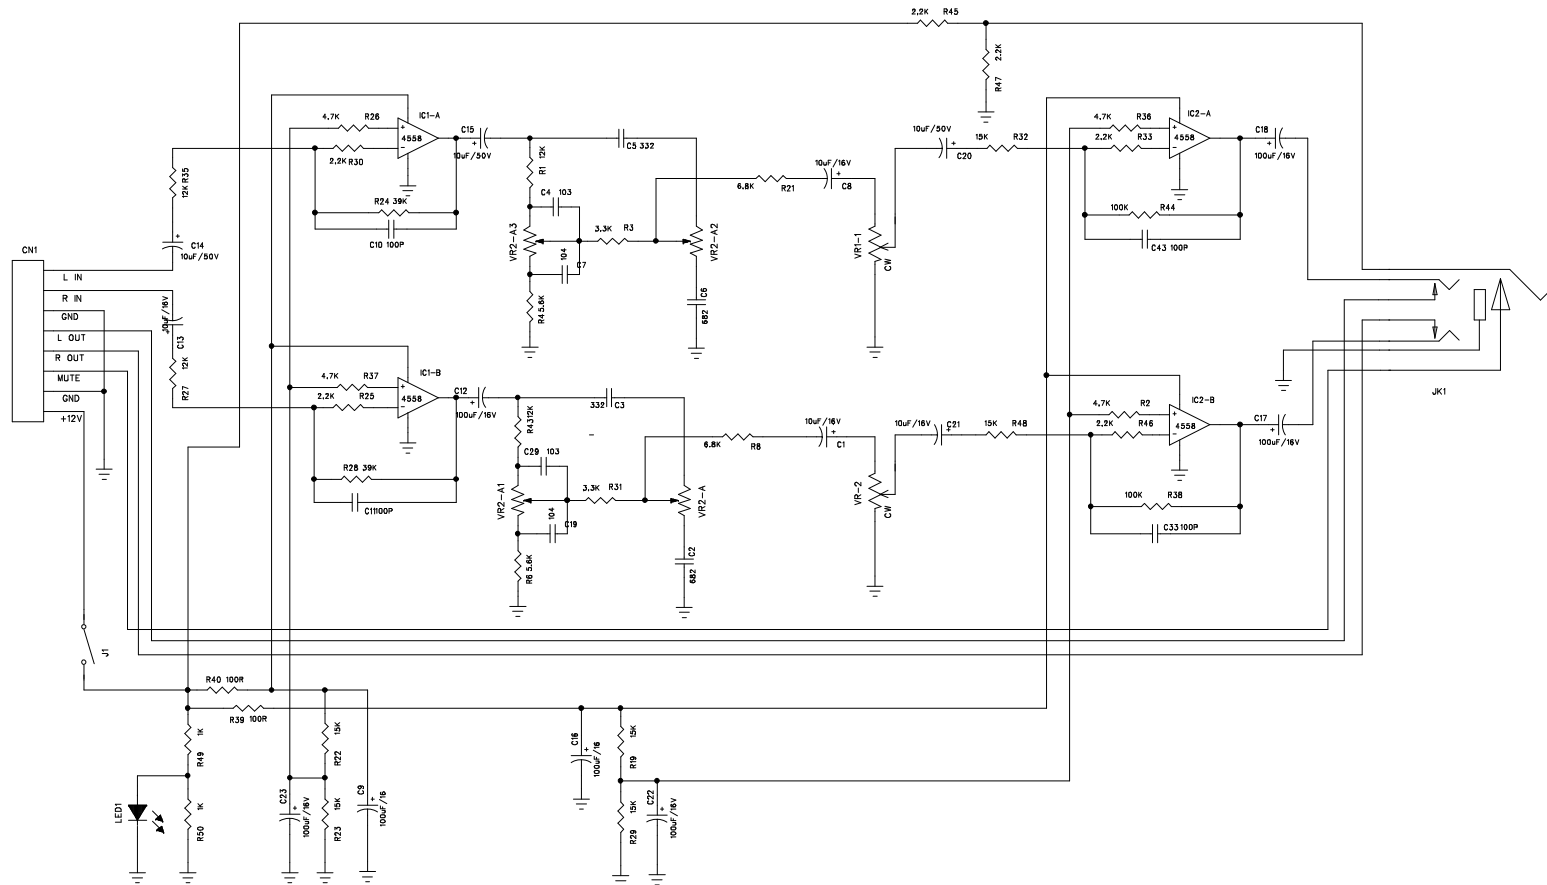 2.2K R45
2.2K
R47
4.7K R26 IC1-A
4558
2.2K R30
C15
10uF/50V
12K
R1
C5 332
10uF/50V
C20
15K R32
4.7K R36 IC2-A
2.2K R33
4558
C18
100uF/16V
12K R35
R24 39K
C10 100P
C14
10uF/50V
C4 103
VR2-A3
104
C7
3.3K R3
R4 5.6K
VR2-A2
C6
682
6.8K R21
10uF/16V
C8
VR1-1
CW
100K R44
C43 100P
CN1
L IN
R IN
GND
L OUT
R OUT
MUTE
GND
+12V
10uF/16V
C13
12K
R27
JK1
4.7K R37 IC1-B
2.2K R25
4558
C12
100uF/16V
R43 12K
332 C3
R28 39K
C11 100P
C29 103
VR2-A1
104
C19
3.3K R31
R6 5.6K
VR2-A
C2
682
6.8K R8
10uF/16V
C1
VR-2
CW
10uF/16V C21
15K R48
4.7K R2 IC2-B
2.2K R46
4558
C17
100uF/16V
100K R38
C33 100P
J1
R40 100R
R39 100R
1K
R49
15K
R22
C16
100uF/16
15K
R19
LED1
1K
R50
C23
100uF/16V
15K
R23
C9
100uF/16
15K
R29
C22
100uF/16V